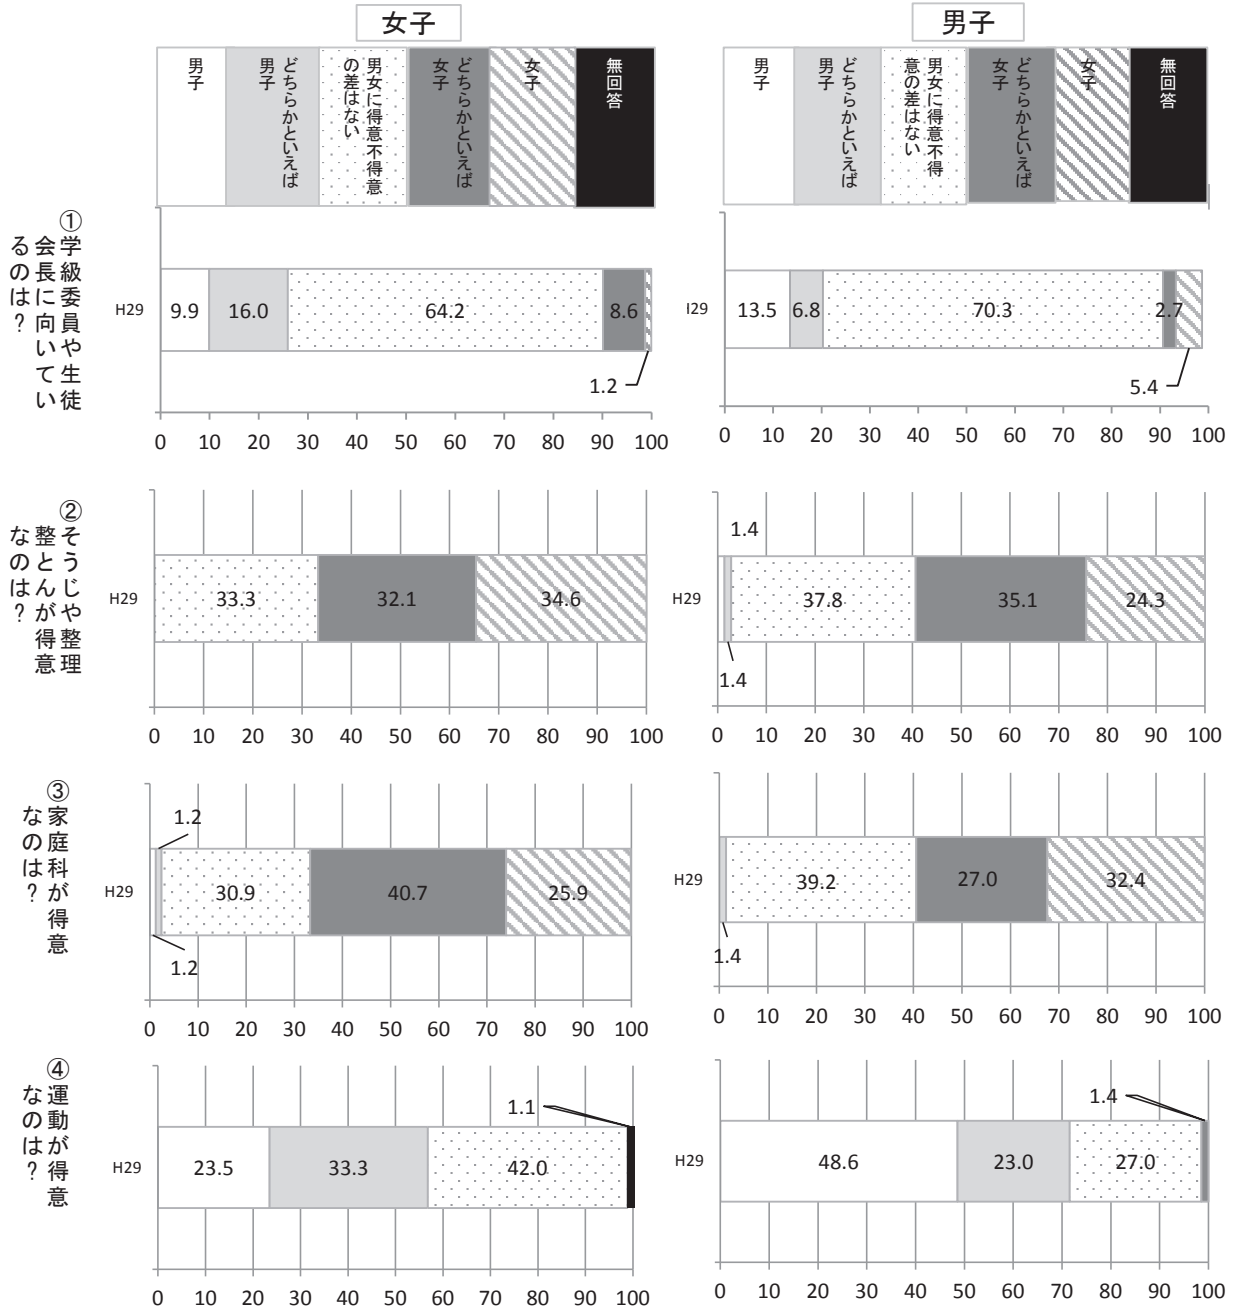 女子
男子
男子
どちらかといえば
男子
男女に得意不得意
の差はない
どちらかといえば
女子
女子
無回答
男子
どちらかといえば
男子
男女に得意不得
意の差はない
どちらかといえば
女子
女子
無回答
①学級委員や生徒
会長に向いてい
るのは？
H29
9.9
16.0
64.2
8.6
1.2
0 10 20 30 40 50 60 70 80 90 100
I29
13.5
6.8
70.3
2.7
5.4
0 10 20 30 40 50 60 70 80 90 100
②そうじや整理
整とんが得意
なのは？
H29
33.3
32.1
34.6
0 10 20 30 40 50 60 70 80 90 100
1.4
H29
37.8
35.1
24.3
1.4
0 10 20 30 40 50 60 70 80 90 100
③家庭科が得意
なのは？
1.2
H29
30.9
40.7
25.9
1.2
0 10 20 30 40 50 60 70 80 90 100
H29
39.2
27.0
32.4
1.4
0 10 20 30 40 50 60 70 80 90 100
④運動が得意
なのは？
1.1
H29
23.5
33.3
42.0
0 10 20 30 40 50 60 70 80 90 100
1.4
H29
48.6
23.0
27.0
0 10 20 30 40 50 60 70 80 90 100